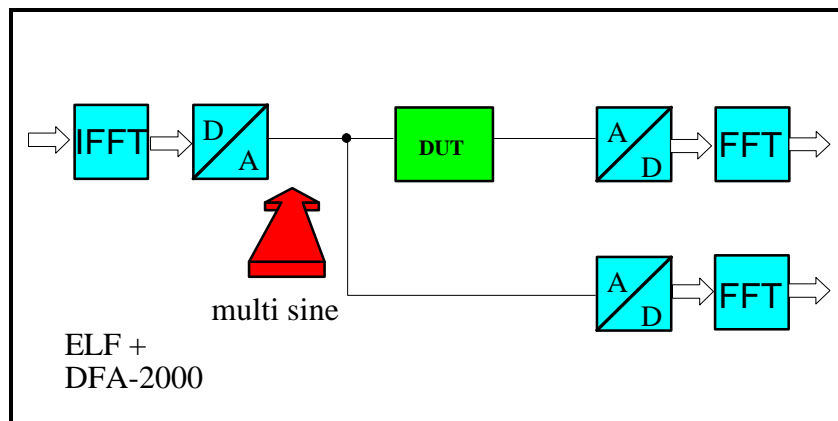 IFFT
D
A
DUT
A
D
FFT
multi sine
A
D
FFT
ELF +
DFA-2000